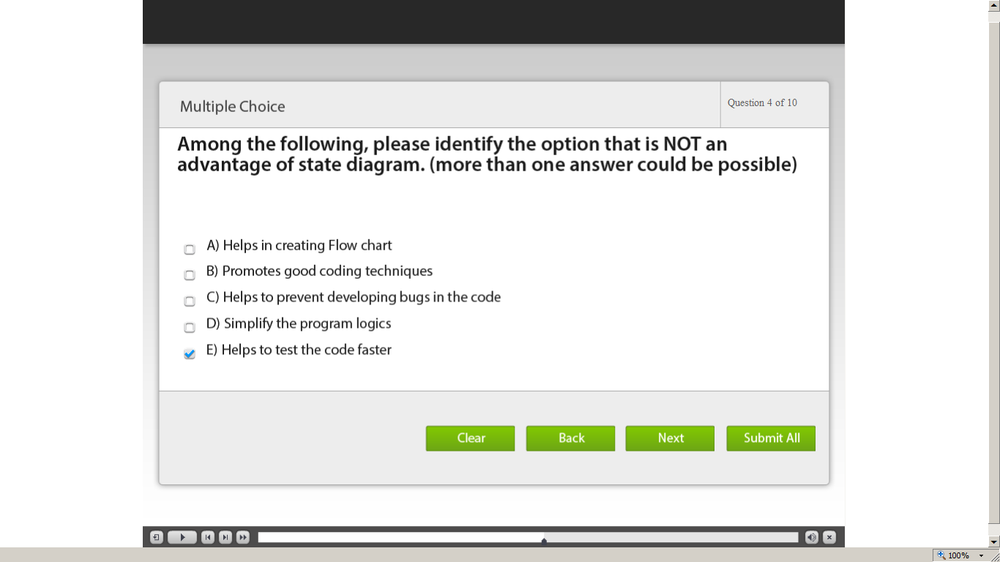 Multiple Choice
Question 4 of 10
Among the following, please identify the option that is NOT an
advantage of state diagram. (more than one answer could be possible)
A) Helps in creating Flow chart
B) Promotes good coding techniques
C) Helps to prevent developing bugs in the code
D) Simplify the program logics
E) Helps to test the code faster
Clear
Back
Next
Submit All
100%